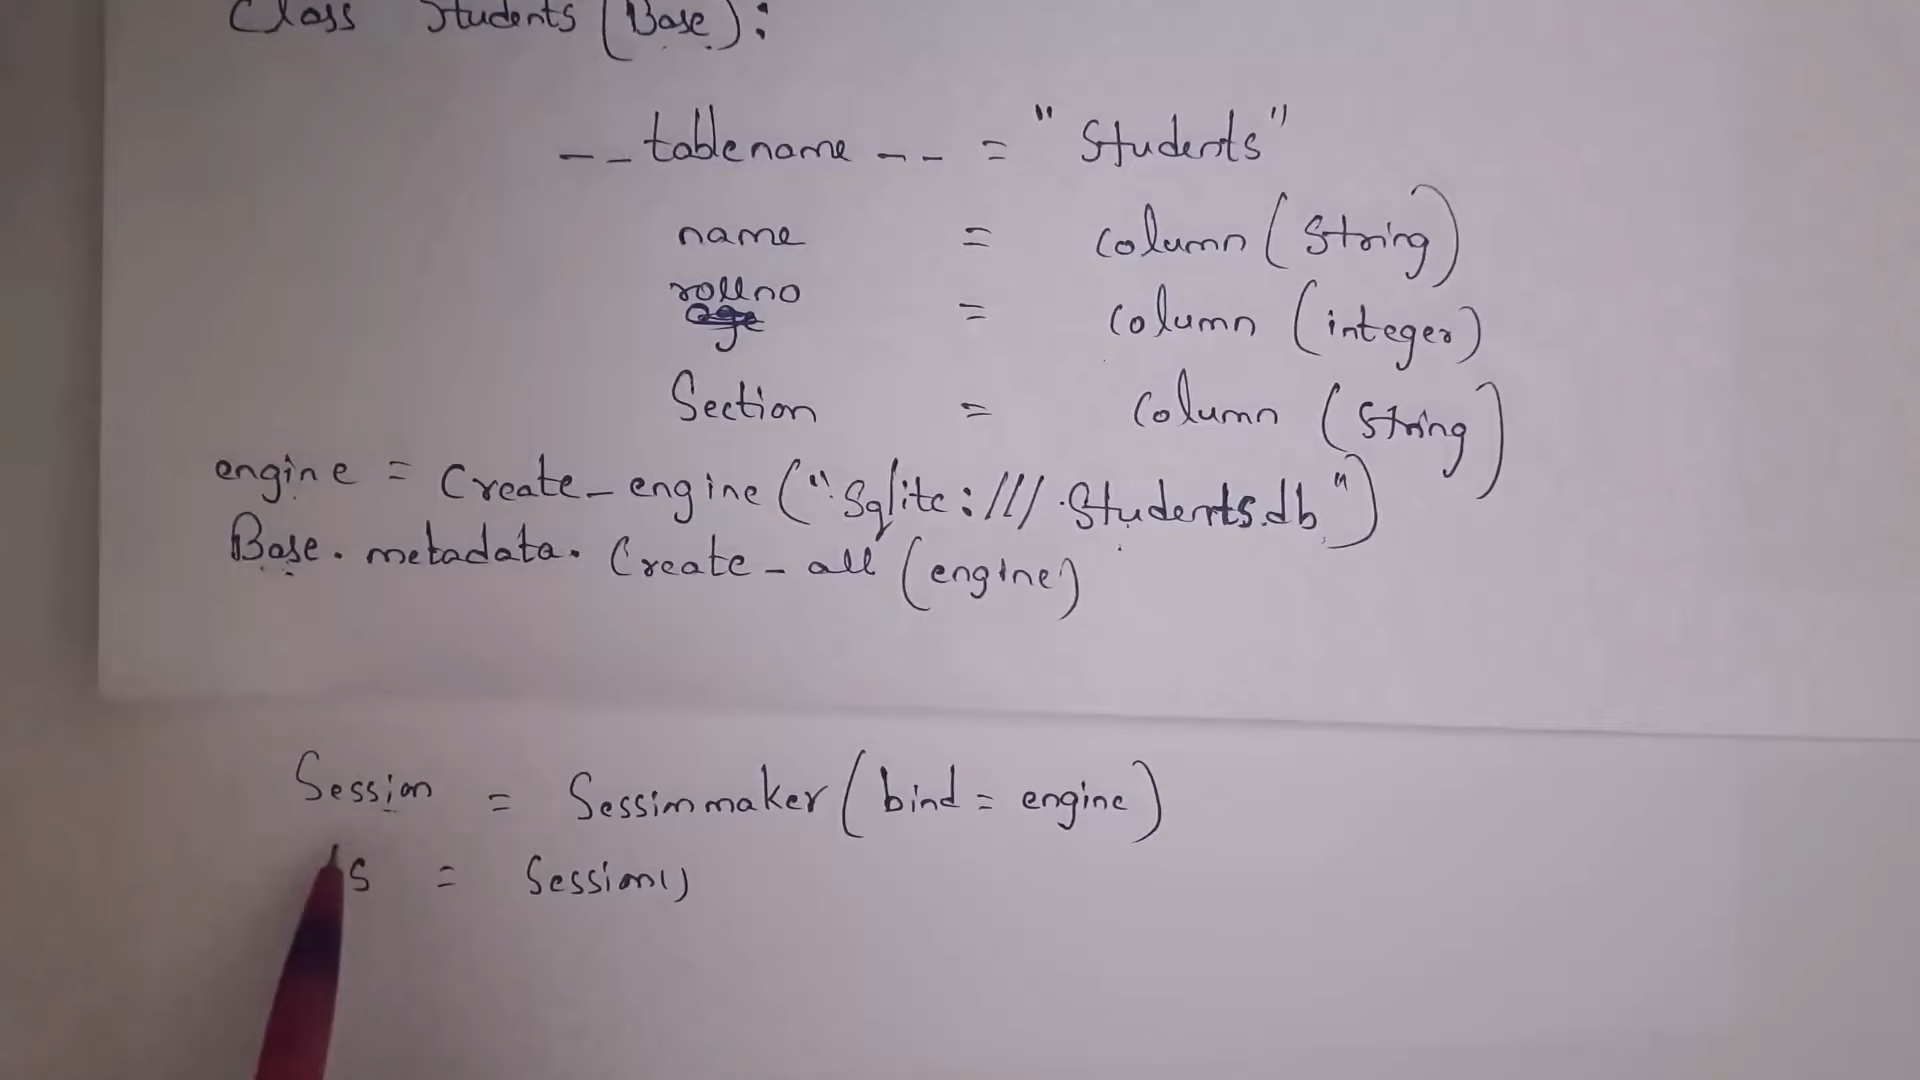 Class Students (Base):
__tablename__ = "Students"
name = column (String)
rollno = column (integer)
Section = column (String)
engine = Create_engine ("Sqlite:///.Students.db")
Base.metadata.Create_all (engine)
Session = Sessimmaker (bind = engine)
s = Session()